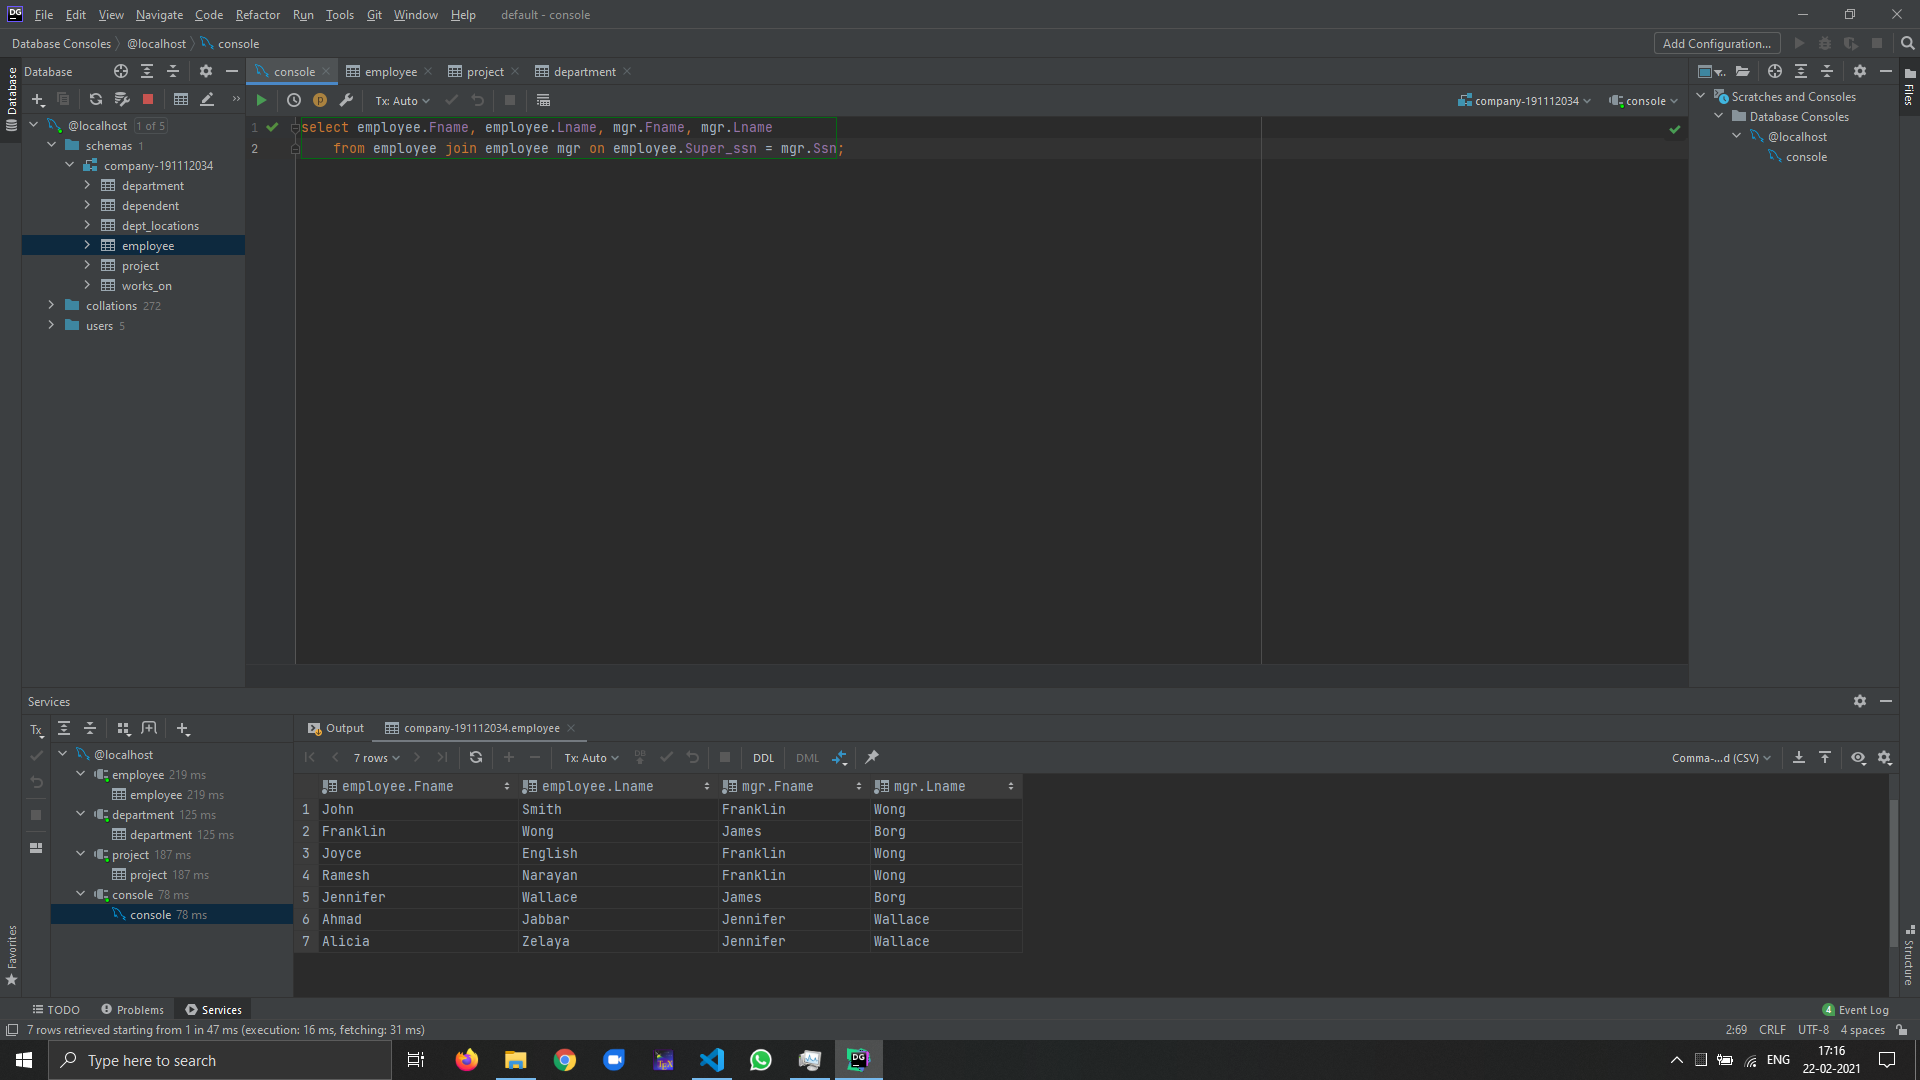 DG File Edit View Navigate Code Refactor Run Tools Git Window Help default - console
Database Consoles @localhost console Add Configuration...
Database
Database
console employee project department
Tx: Auto company-191112034 console
@localhost 1 of 5
schemas 1
company-191112034
department
dependent
dept_locations
employee
project
works_on
collations 272
users 5
1 select employee.Fname, employee.Lname, mgr.Fname, mgr.Lname
2 from employee join employee mgr on employee.Super_ssn = mgr.Ssn;
Files
Scratches and Consoles
Database Consoles
@localhost
console
Services
Tx
@localhost
employee 219 ms
employee 219 ms
department 125 ms
department 125 ms
project 187 ms
project 187 ms
console 78 ms
console 78 ms
Output company-191112034.employee
7 rows Tx: Auto DB DDL DML Comma-...d (CSV)
employee.Fname employee.Lname mgr.Fname mgr.Lname
1 John Smith Franklin Wong
2 Franklin Wong James Borg
3 Joyce English Franklin Wong
4 Ramesh Narayan Franklin Wong
5 Jennifer Wallace James Borg
6 Ahmad Jabbar Jennifer Wallace
7 Alicia Zelaya Jennifer Wallace
Favorites
Structure
TODO Problems Services 4 Event Log
7 rows retrieved starting from 1 in 47 ms (execution: 16 ms, fetching: 31 ms) 2:69 CRLF UTF-8 4 spaces
Type here to search TEX DG ENG 17:16
22-02-2021